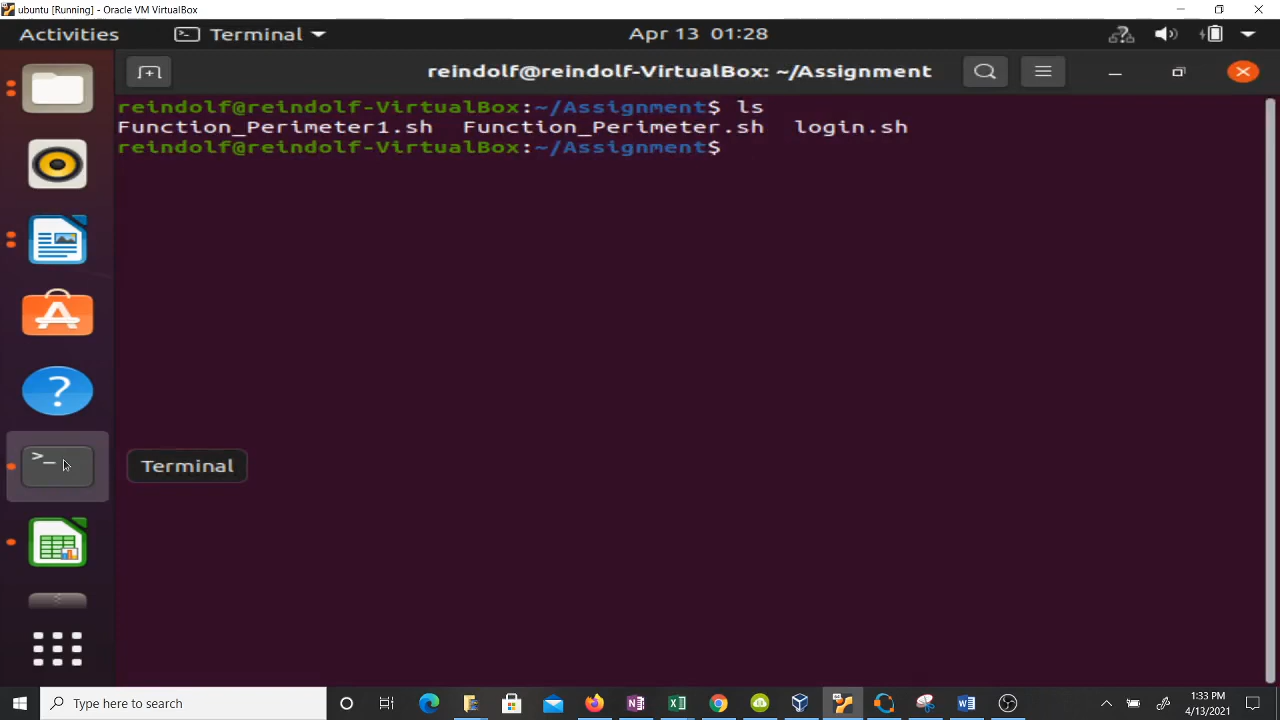 ubuntu [Running] - Oracle VM VirtualBox
Activities Terminal Apr 13 01:28
reindolf@reindolf-VirtualBox: ~/Assignment
reindolf@reindolf-VirtualBox:~/Assignment$ ls
Function_Perimeter1.sh Function_Perimeter.sh login.sh
reindolf@reindolf-VirtualBox:~/Assignment$
Terminal
Type here to search
1:33 PM
4/13/2021